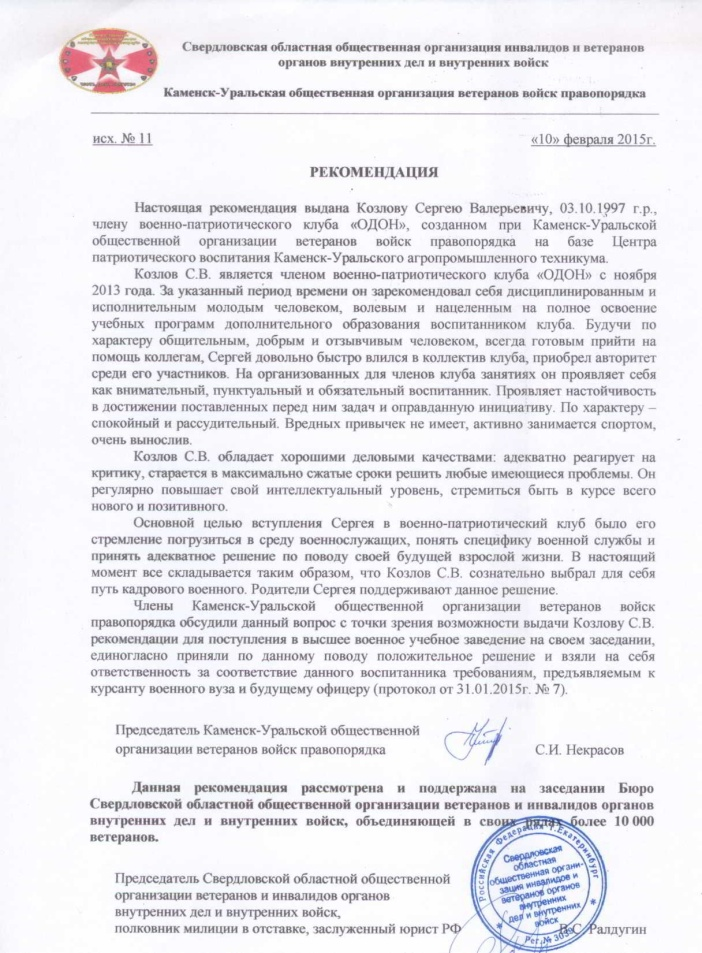 Свердловская областная общественная организация инвалидов и ветеранов
органов внутренних дел и внутренних войск
Каменск-Уральская общественная организация ветеранов войск правопорядка
исх. № 11
«10» февраля 2015г.
РЕКОМЕНДАЦИЯ
Настоящая рекомендация выдана Козлову Сергею Валерьевичу, 03.10.1997 г.р.,
члену военно-патриотического клуба «ОДОН», созданном при Каменск-Уральской
общественной организации ветеранов войск правопорядка на базе Центра
патриотического воспитания Каменск-Уральского агропромышленного техникума.
Козлов С.В. является членом военно-патриотического клуба «ОДОН» с ноября
2013 года. За указанный период времени он зарекомендовал себя дисциплинированным и
исполнительным молодым человеком, волевым и нацеленным на полное освоение
учебных программ дополнительного образования воспитанником клуба. Будучи по
характеру общительным, добрым и отзывчивым человеком, всегда готовым прийти на
помощь коллегам, Сергей довольно быстро влился в коллектив клуба, приобрел авторитет
среди его участников. На организованных для членов клуба занятиях он проявляет себя
как внимательный, пунктуальный и обязательный воспитанник. Проявляет настойчивость
в достижении поставленных перед ним задач и оправданную инициативу. По характеру –
спокойный и рассудительный. Вредных привычек не имеет, активно занимается спортом,
очень вынослив.
Козлов С.В. обладает хорошими деловыми качествами: адекватно реагирует на
критику, старается в максимально сжатые сроки решить любые имеющиеся проблемы. Он
регулярно повышает свой интеллектуальный уровень, стремиться быть в курсе всего
нового и позитивного.
Основной целью вступления Сергея в военно-патриотический клуб было его
стремление погрузиться в среду военнослужащих, понять специфику военной службы и
принять адекватное решение по поводу своей будущей взрослой жизни. В настоящий
момент все складывается таким образом, что Козлов С.В. сознательно выбрал для себя
путь кадрового военного. Родители Сергея поддерживают данное решение.
Члены Каменск-Уральской общественной организации ветеранов войск
правопорядка обсудили данный вопрос с точки зрения возможности выдачи Козлову С.В.
рекомендации для поступления в высшее военное учебное заведение на своем заседании,
единогласно приняли по данному поводу положительное решение и взяли на себя
ответственность за соответствие данного воспитанника требованиям, предъявляемым к
курсанту военного вуза и будущему офицеру (протокол от 31.01.2015г. № 7).
Председатель Каменск-Уральской общественной
организации ветеранов войск правопорядка С.И. Некрасов
Данная рекомендация рассмотрена и поддержана на заседании Бюро
Свердловской областной общественной организации ветеранов и инвалидов органов
внутренних дел и внутренних войск, объединяющей в своих рядах более 10 000
ветеранов.
Председатель Свердловской областной общественной
организации ветеранов и инвалидов органов
внутренних дел и внутренних войск,
полковник милиции в отставке, заслуженный юрист РФ В.С. Ралдугин
Российская Федерация г. Екатеринбург
Свердловская
областная
общественная органи-
зация инвалидов и
ветеранов органов
внутренних
дел и внутренних
войск
Рег. №